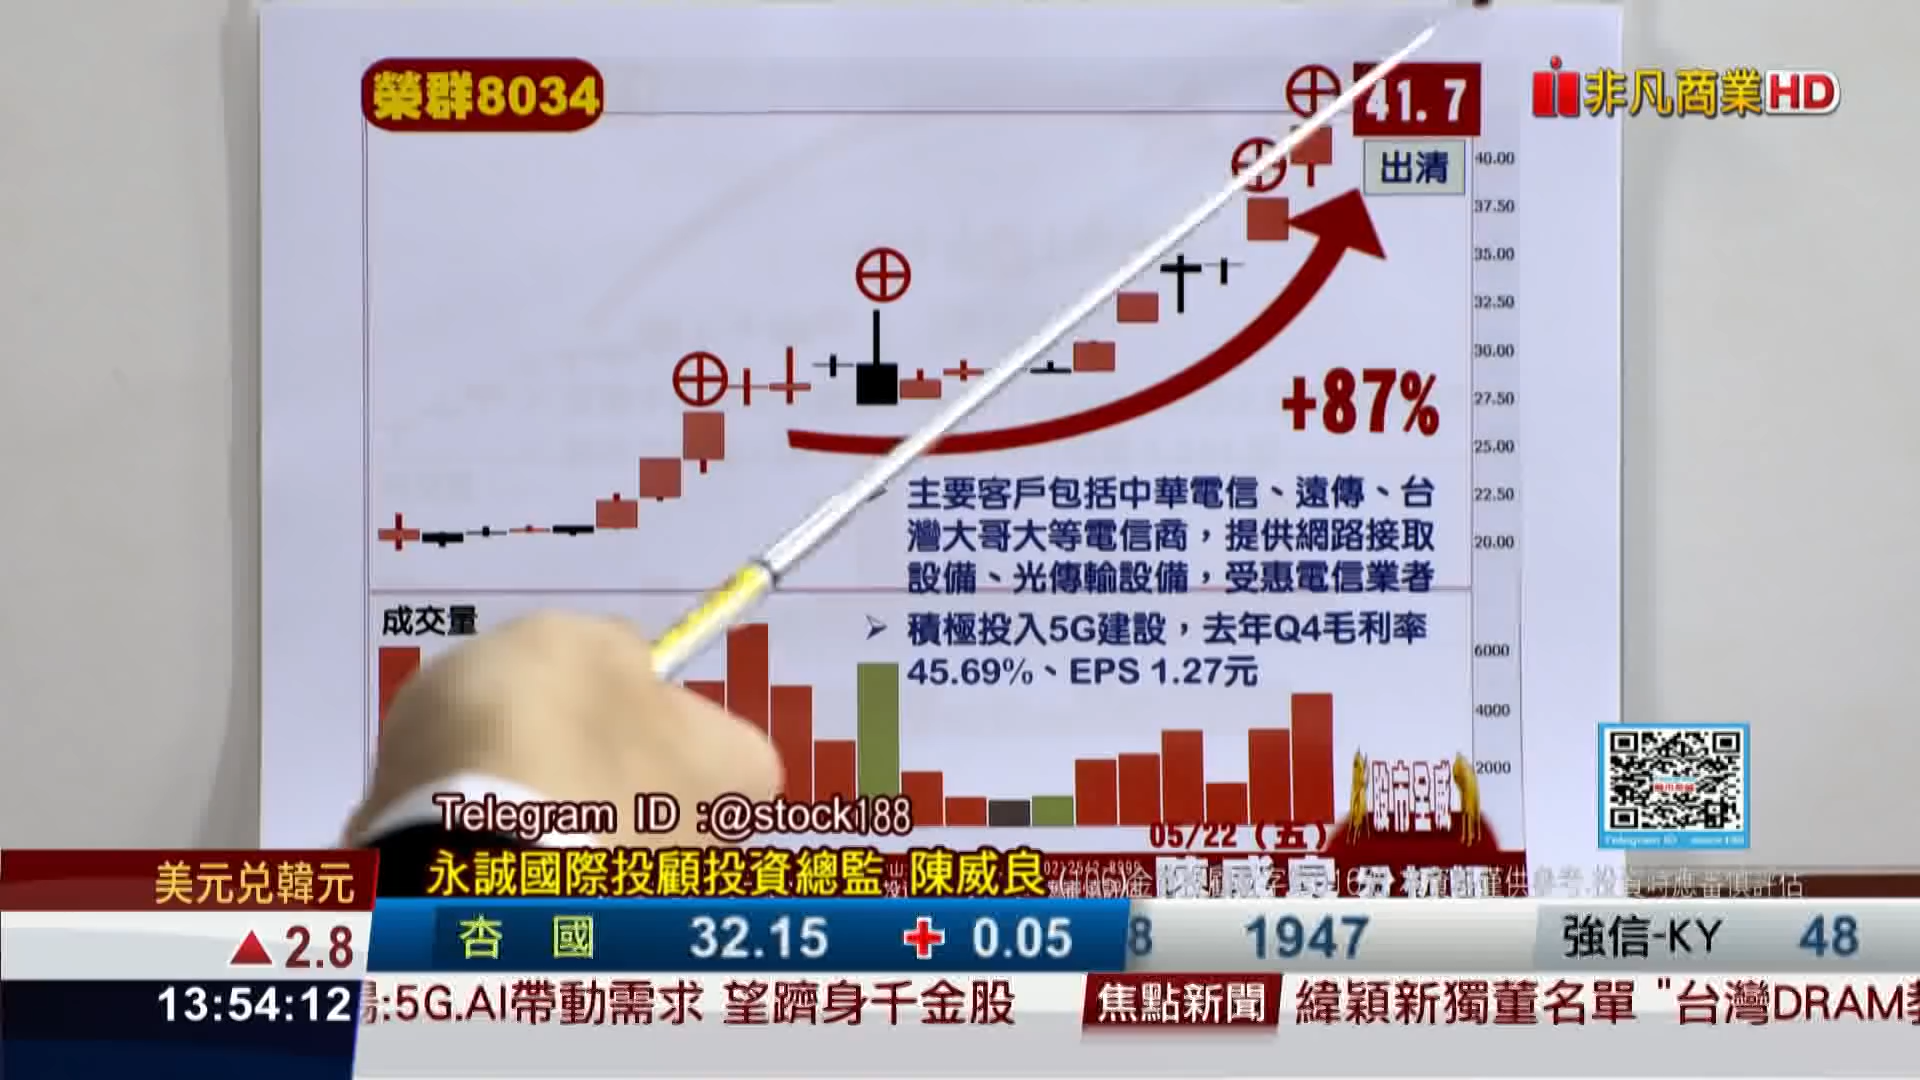 榮群8034
41.7
非凡商業HD
出清
40.00
37.50
35.00
32.50
30.00
27.50
25.00
22.50
20.00
+87%
主要客戶包括中華電信、遠傳、台
灣大哥大等電信商，提供網路接取
設備、光傳輸設備，受惠電信業者
積極投入5G建設，去年Q4毛利率
45.69%、EPS 1.27元
成交量
6000
4000
2000
股市呈威
05/22（五）
Telegram ID :@stock188
永誠國際投顧投資總監 陳威良
美元兌韓元
▲2.8
杏國 32.15 + 0.05
8 1947 強信-KY 48
13:54:12
:5G.AI帶動需求 望躋身千金股
焦點新聞
緯穎新獨董名單 "台灣DRAM